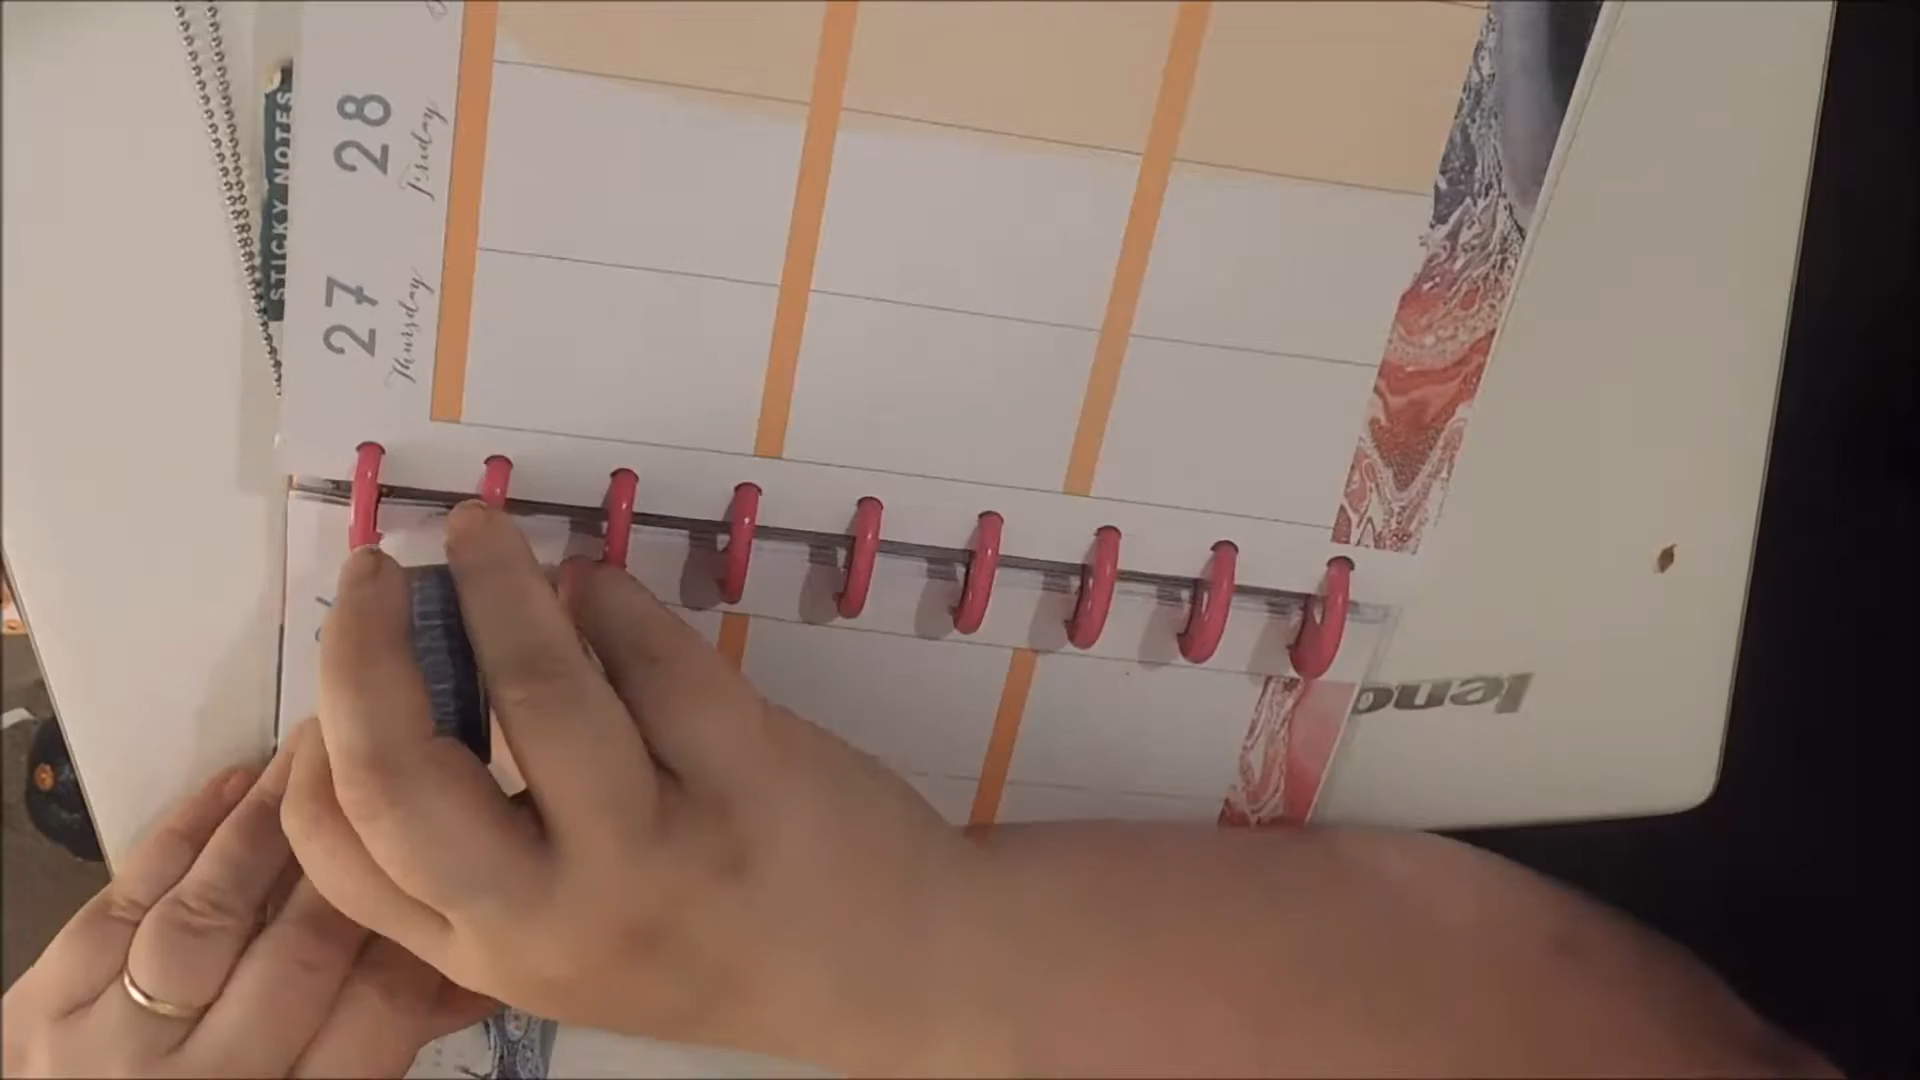 STICKY NOTES
28
Friday
27
Thursday
leno